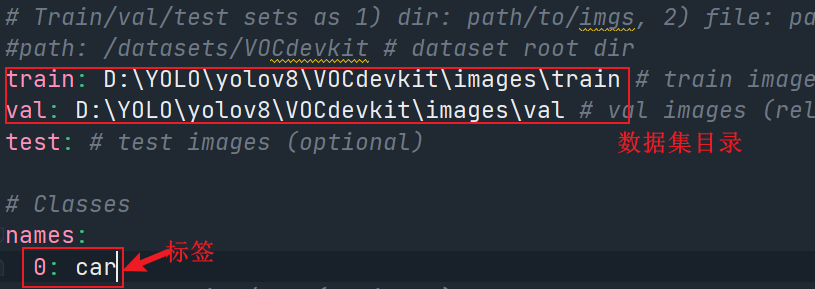 # Train/val/test sets as 1) dir: path/to/imgs, 2) file: pa
#path: /datasets/VOCdevkit # dataset root dir
train: D:\YOLO\yolov8\VOCdevkit\images\train # train image
val: D:\YOLO\yolov8\VOCdevkit\images\val # val images (rel
test: # test images (optional)
数据集目录
# Classes
names:
0: car
标签